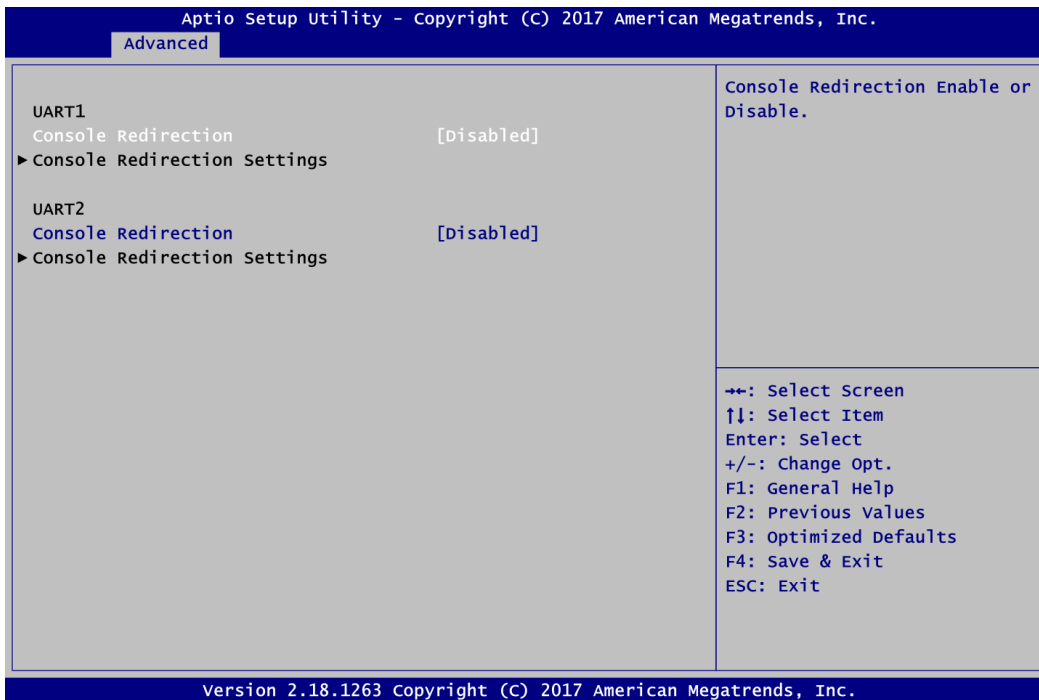 Aptio Setup Utility - Copyright (C) 2017 American Megatrends, Inc.
Advanced
UART1
Console Redirection [Disabled]
▶ Console Redirection Settings
UART2
Console Redirection [Disabled]
▶ Console Redirection Settings
Console Redirection Enable or
Disable.
→←: Select Screen
↑↓: Select Item
Enter: Select
+/-: Change Opt.
F1: General Help
F2: Previous Values
F3: Optimized Defaults
F4: Save & Exit
ESC: Exit
Version 2.18.1263 Copyright (C) 2017 American Megatrends, Inc.